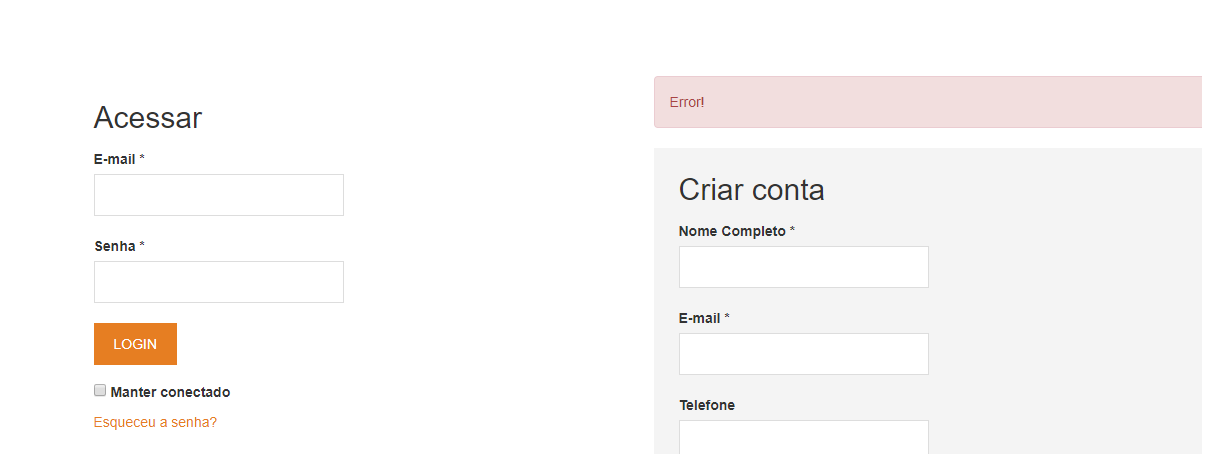 Acessar
E-mail *
Senha *
LOGIN
Manter conectado
Esqueceu a senha?
Error!
Criar conta
Nome Completo *
E-mail *
Telefone